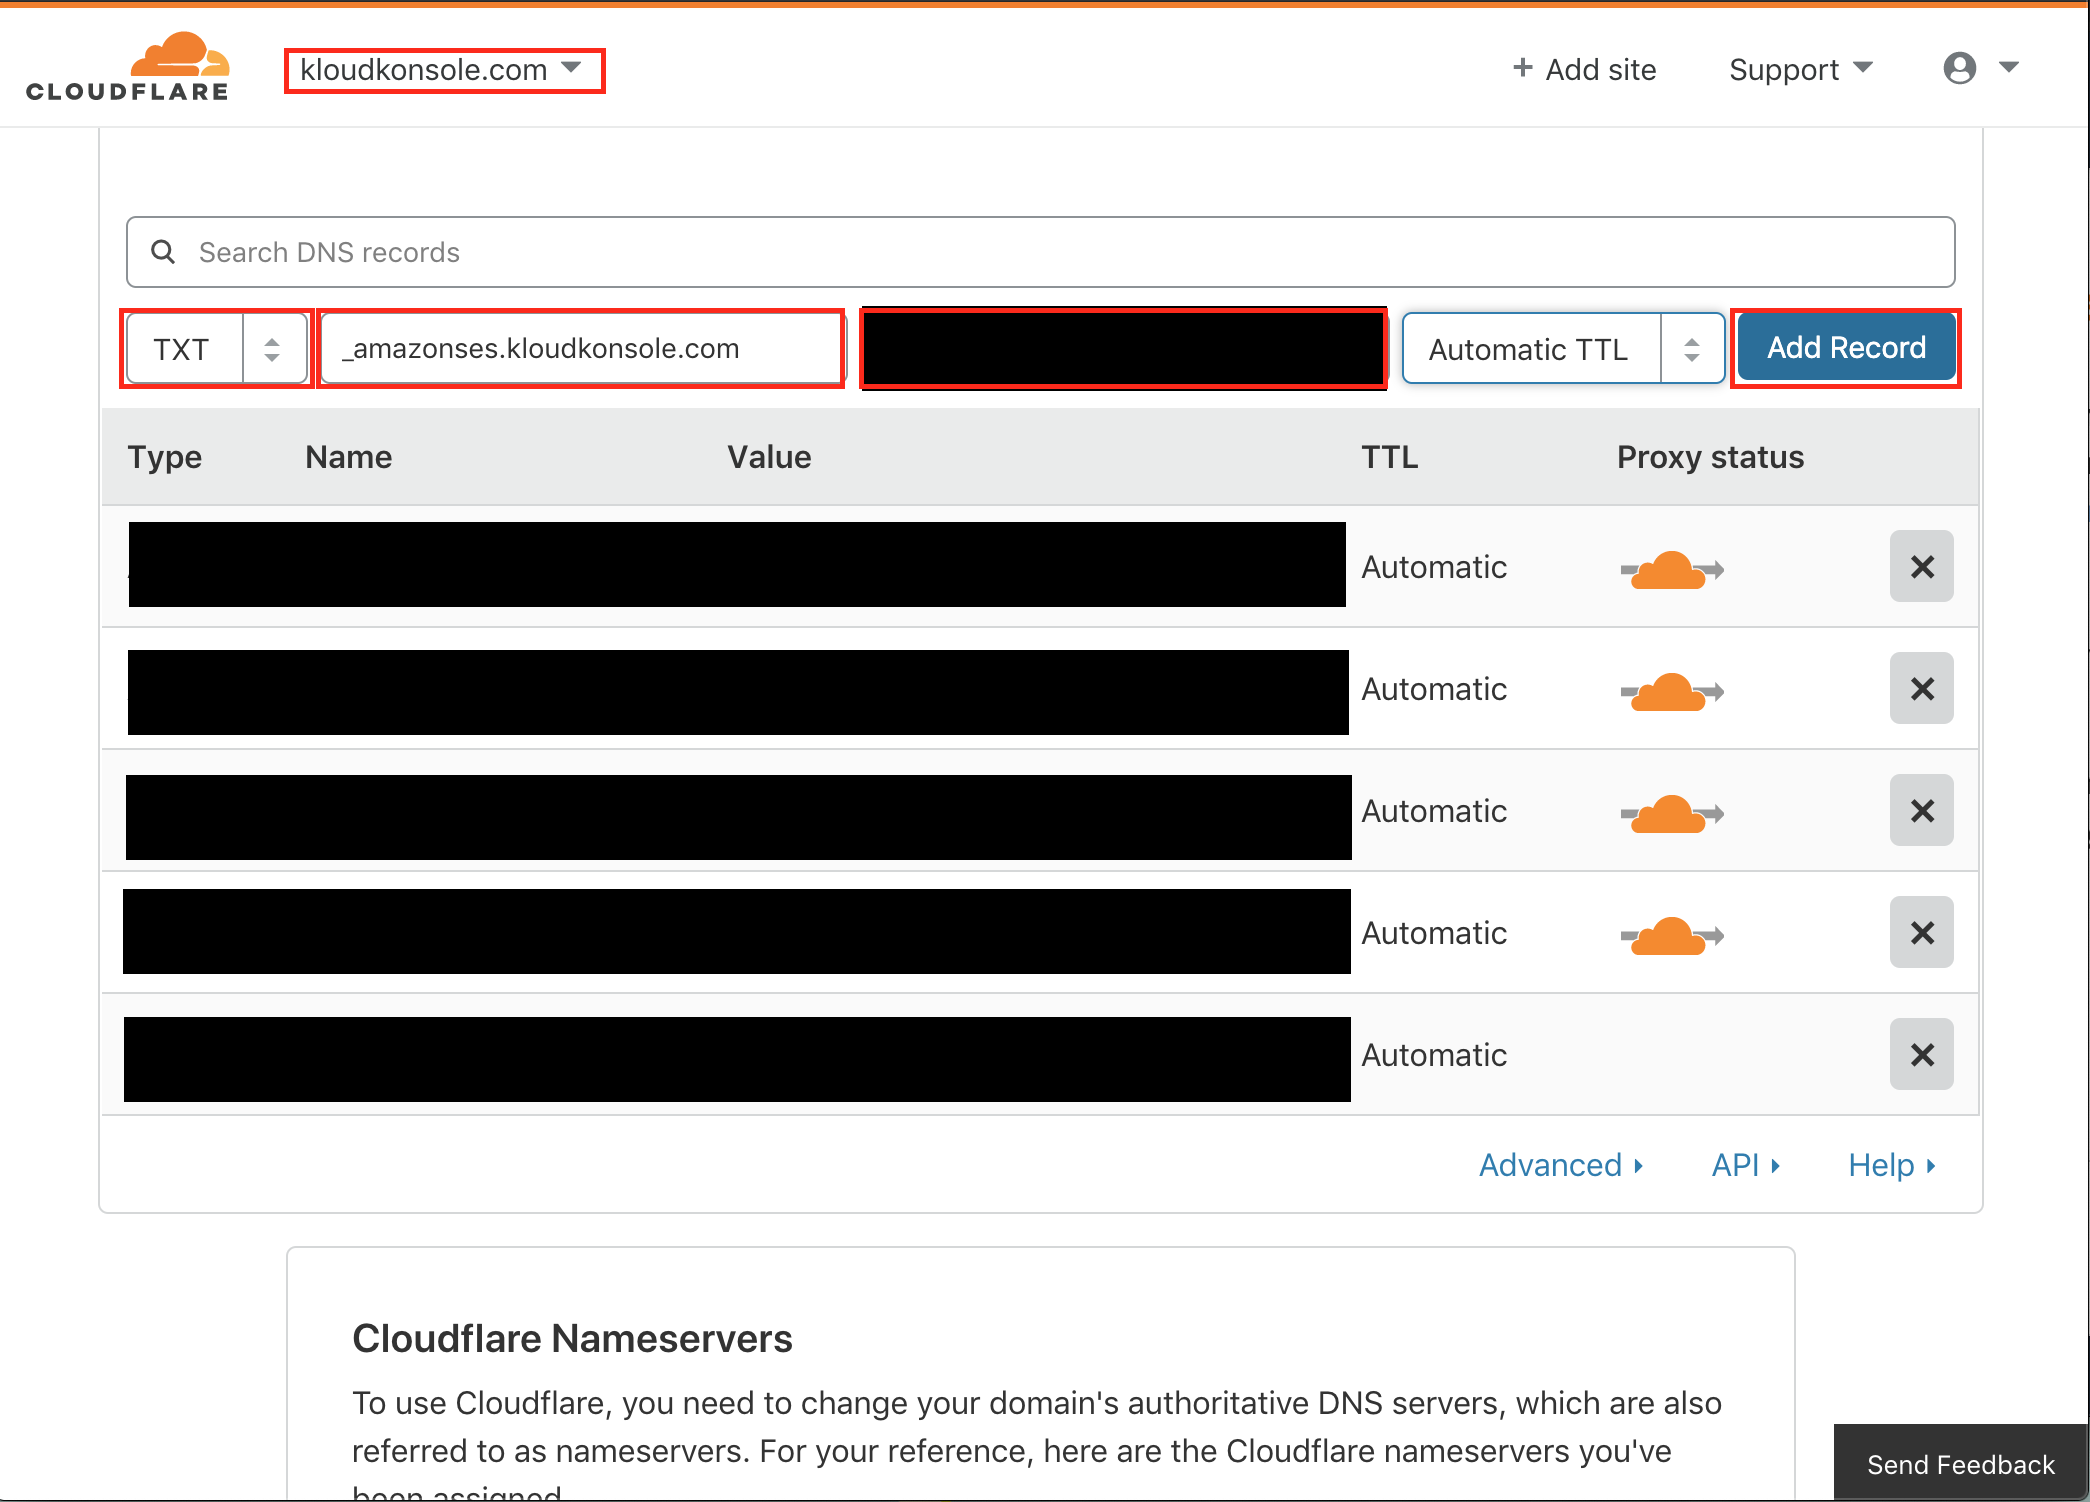 CLOUDFLARE
kloudkonsole.com
+ Add site
Support
Search DNS records
TXT
_amazonses.kloudkonsole.com
Automatic TTL
Add Record
Type Name Value TTL Proxy status
Automatic
Automatic
Automatic
Automatic
Automatic
Advanced
API
Help
Cloudflare Nameservers
To use Cloudflare, you need to change your domain's authoritative DNS servers, which are also
referred to as nameservers. For your reference, here are the Cloudflare nameservers you've
been assigned.
Send Feedback